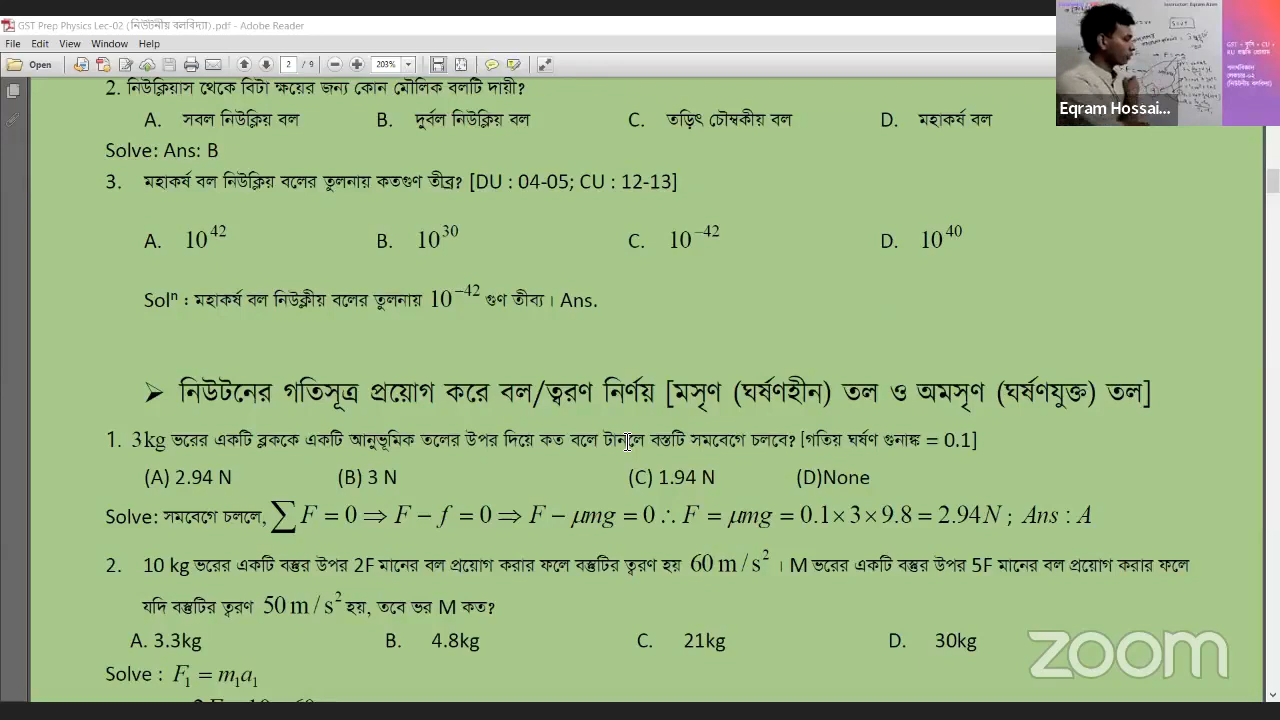 GST Prep Physics Lec-02 (নিউটনীয় বলবিদ্যা).pdf - Adobe Reader
File Edit View Window Help
Open 2 / 9 203%
2. নিউক্লিয়াস থেকে বিটা ক্ষয়ের জন্য কোন মৌলিক বলটি দায়ী?
A. সবল নিউক্লিয় বল B. দুর্বল নিউক্লিয় বল C. তড়িৎ চৌম্বকীয় বল D. মহাকর্ষ বল
Solve: Ans: B
3. মহাকর্ষ বল নিউক্লিয় বলের তুলনায় কতগুণ তীব্র? [DU : 04-05; CU : 12-13]
A. 10^42 B. 10^30 C. 10^-42 D. 10^40
Solⁿ : মহাকর্ষ বল নিউক্লীয় বলের তুলনায় 10^-42 গুণ তীব্য। Ans.
➢ নিউটনের গতিসূত্র প্রয়োগ করে বল/ত্বরণ নির্ণয় [মসৃণ (ঘর্ষণহীন) তল ও অমসৃণ (ঘর্ষণযুক্ত) তল]
1. 3kg ভরের একটি ব্লককে একটি আনুভূমিক তলের উপর দিয়ে কত বলে টানলে বস্তটি সমবেগে চলবে? [গতিয় ঘর্ষণ গুনাঙ্ক = 0.1]
(A) 2.94 N (B) 3 N (C) 1.94 N (D)None
Solve: সমবেগে চললে, ∑F = 0 ⇒ F − f = 0 ⇒ F − μmg = 0 ∴ F = μmg = 0.1×3×9.8 = 2.94N ; Ans : A
2. 10 kg ভরের একটি বস্তুর উপর 2F মানের বল প্রয়োগ করার ফলে বস্তুটির ত্বরণ হয় 60 m/s² । M ভরের একটি বস্তুর উপর 5F মানের বল প্রয়োগ করার ফলে
যদি বস্তুটির ত্বরণ 50 m/s² হয়, তবে ভর M কত?
A. 3.3kg B. 4.8kg C. 21kg D. 30kg
Solve : F₁ = m₁a₁
Eqram Hossai...
zoom